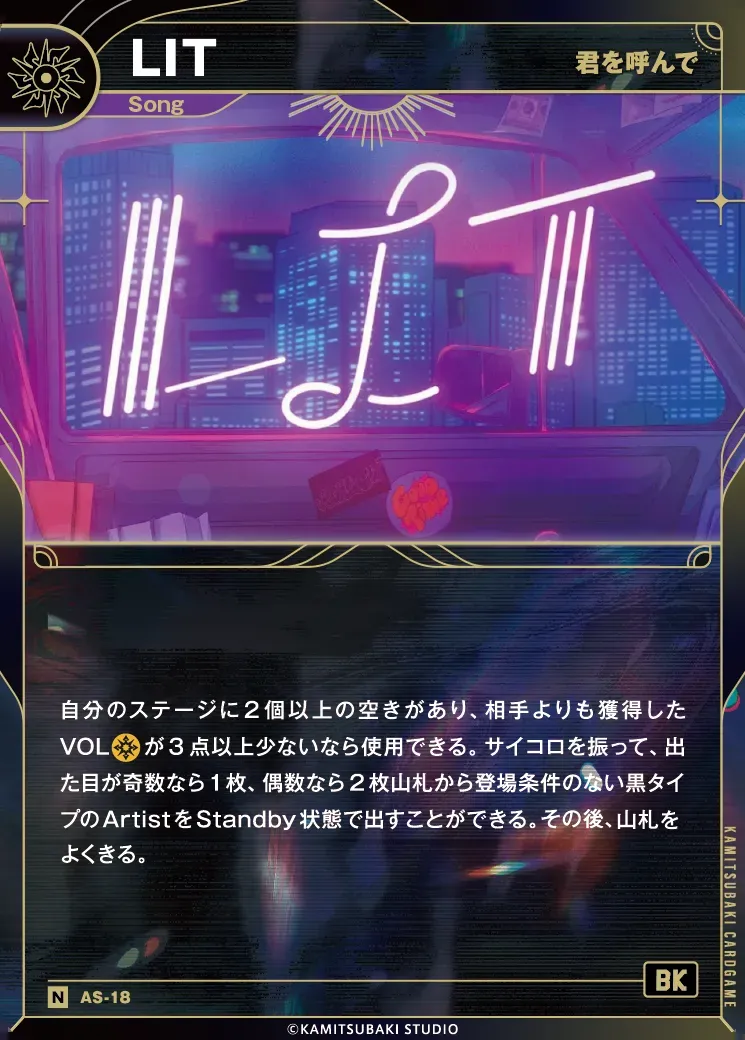 LIT
君を呼んで
Song
LIT
自分のステージに2個以上の空きがあり、相手よりも獲得した
VOLが3点以上少ないなら使用できる。サイコロを振って、出
た目が奇数なら1枚、偶数なら2枚山札から登場条件のない黒タイ
プのArtistをStandby状態で出すことができる。その後、山札を
よくきる。
KAMITSUBAKI CARDGAME
BK
N AS-18
©KAMITSUBAKI STUDIO